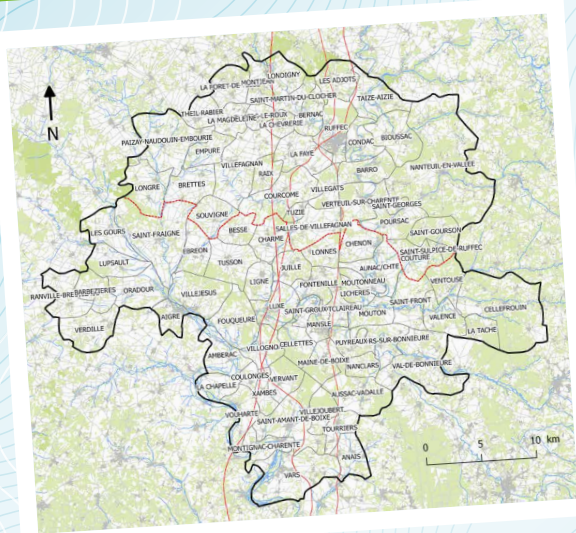 LONDIGNY
LA FORET-DE
MONTJEAN
LES ADJOTS
SAINT-MARTIN-DU-CLOCHER
TAIZE-AIZIE
THEIL-RABIER
LA MAGDELEINE
LE-ROUX
BERNAC
LA CHEVRERIE
RUFFEC
PAIZAY-NAUDOUIN-EMBOURIE
CONDAC
BIOUSSAC
EMPURE
LA FAYE
VILLEFAGNAN
RAIX
BARRO
NANTEUIL-EN-VALLEE
LONGRE
BRETTES
COURCOME
VILLEGATS
VERTEUIL-SUR-CHARENTE
SAINT-GEORGES
SOUVIGNE
TUZIE
POURSAC
BESSE
SALLES-DE-VILLEFAGNAN
LES GOURS
SAINT-FRAIGNE
CHARME
SAINT-GOURSON
EBREON
LONNES
CHENON
SAINT-SULPICE-DE-RUFFEC
COUTURE
LUPSAULT
TUSSON
JUILLE
AUNAC
LIGNE
FONTENILLE
MOUTONNEAU
VENTOUSE
RANVILLE-BRE
BARBEZIERES
ORADOUR
VILLEJESUS
LICHERES
SAINT-FRONT
LUXE
SAINT-GROUX
CELLEFROUIN
AIGRE
FOUQUEURE
MOUTON
VALENCE
VERDILLE
MANSLE
LA TACHE
VILLOGNON
CELLETTES
PUYREAUX
RS-SUR-BONNIEURE
AMBERAC
MAINE-DE-BOIXE
NANCLARS
VAL-DE-BONNIEURE
COULONGES
VERVANT
LA CHAPELLE
XAMBES
AUSSAC-VADALLE
VOUHARTE
VILLEJOUBERT
SAINT-AMANT-DE-BOIXE
TOURRIERS
MONTIGNAC-CHARENTE
ANAIS
VARS
N
0 5 10 km